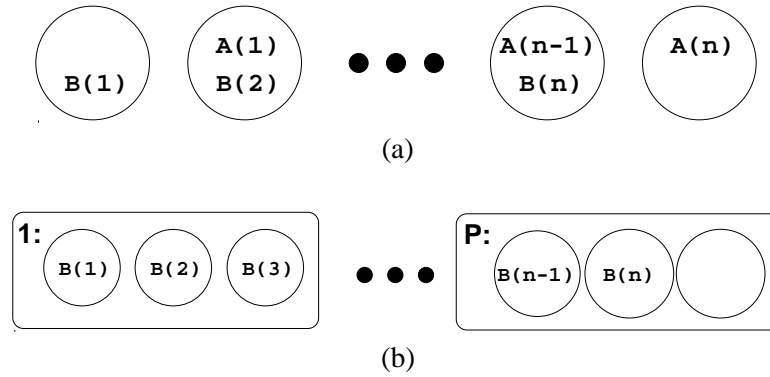 A(1) A(n-1) A(n)
B(1) B(2) B(n)
(a)
1: P:
B(1) B(2) B(3) B(n-1) B(n)
(b)